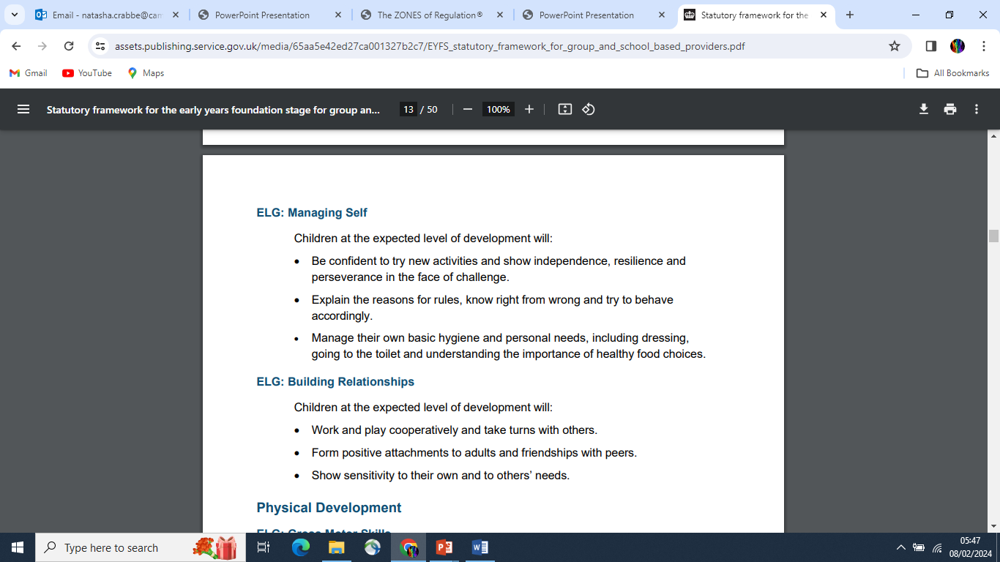 Email - natasha.crabbe@cam
PowerPoint Presentation
The ZONES of Regulation®
PowerPoint Presentation
Statutory framework for the
assets.publishing.service.gov.uk/media/65aa5e42ed27ca001327b2c7/EYFS_statutory_framework_for_group_and_school_based_providers.pdf
Gmail
YouTube
Maps
All Bookmarks
Statutory framework for the early years foundation stage for group an...
13 / 50
100%
ELG: Managing Self
Children at the expected level of development will:
• Be confident to try new activities and show independence, resilience and
perseverance in the face of challenge.
• Explain the reasons for rules, know right from wrong and try to behave
accordingly.
• Manage their own basic hygiene and personal needs, including dressing,
going to the toilet and understanding the importance of healthy food choices.
ELG: Building Relationships
Children at the expected level of development will:
• Work and play cooperatively and take turns with others.
• Form positive attachments to adults and friendships with peers.
• Show sensitivity to their own and to others’ needs.
Physical Development
ELG: Gross Motor Skills
Type here to search
05:47
08/02/2024